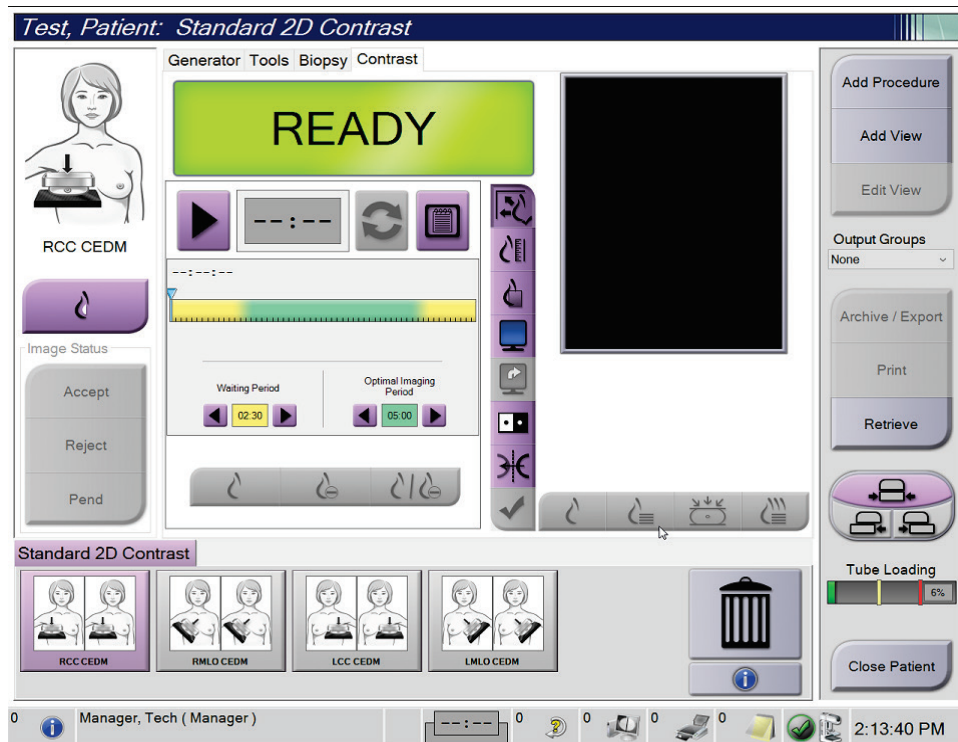 Test, Patient:  Standard 2D Contrast
Generator Tools Biopsy Contrast
READY
RCC CEDM
--:--
--:--:--
Waiting Period
02:30
Optimal Imaging
Period
05:00
Image Status
Accept
Reject
Pend
Add Procedure
Add View
Edit View
Output Groups
None
Archive / Export
Print
Retrieve
Tube Loading
6%
Close Patient
Standard 2D Contrast
RCC CEDM
RMLO CEDM
LCC CEDM
LMLO CEDM
0 Manager, Tech ( Manager ) --:-- 0 0 0 0 2:13:40 PM